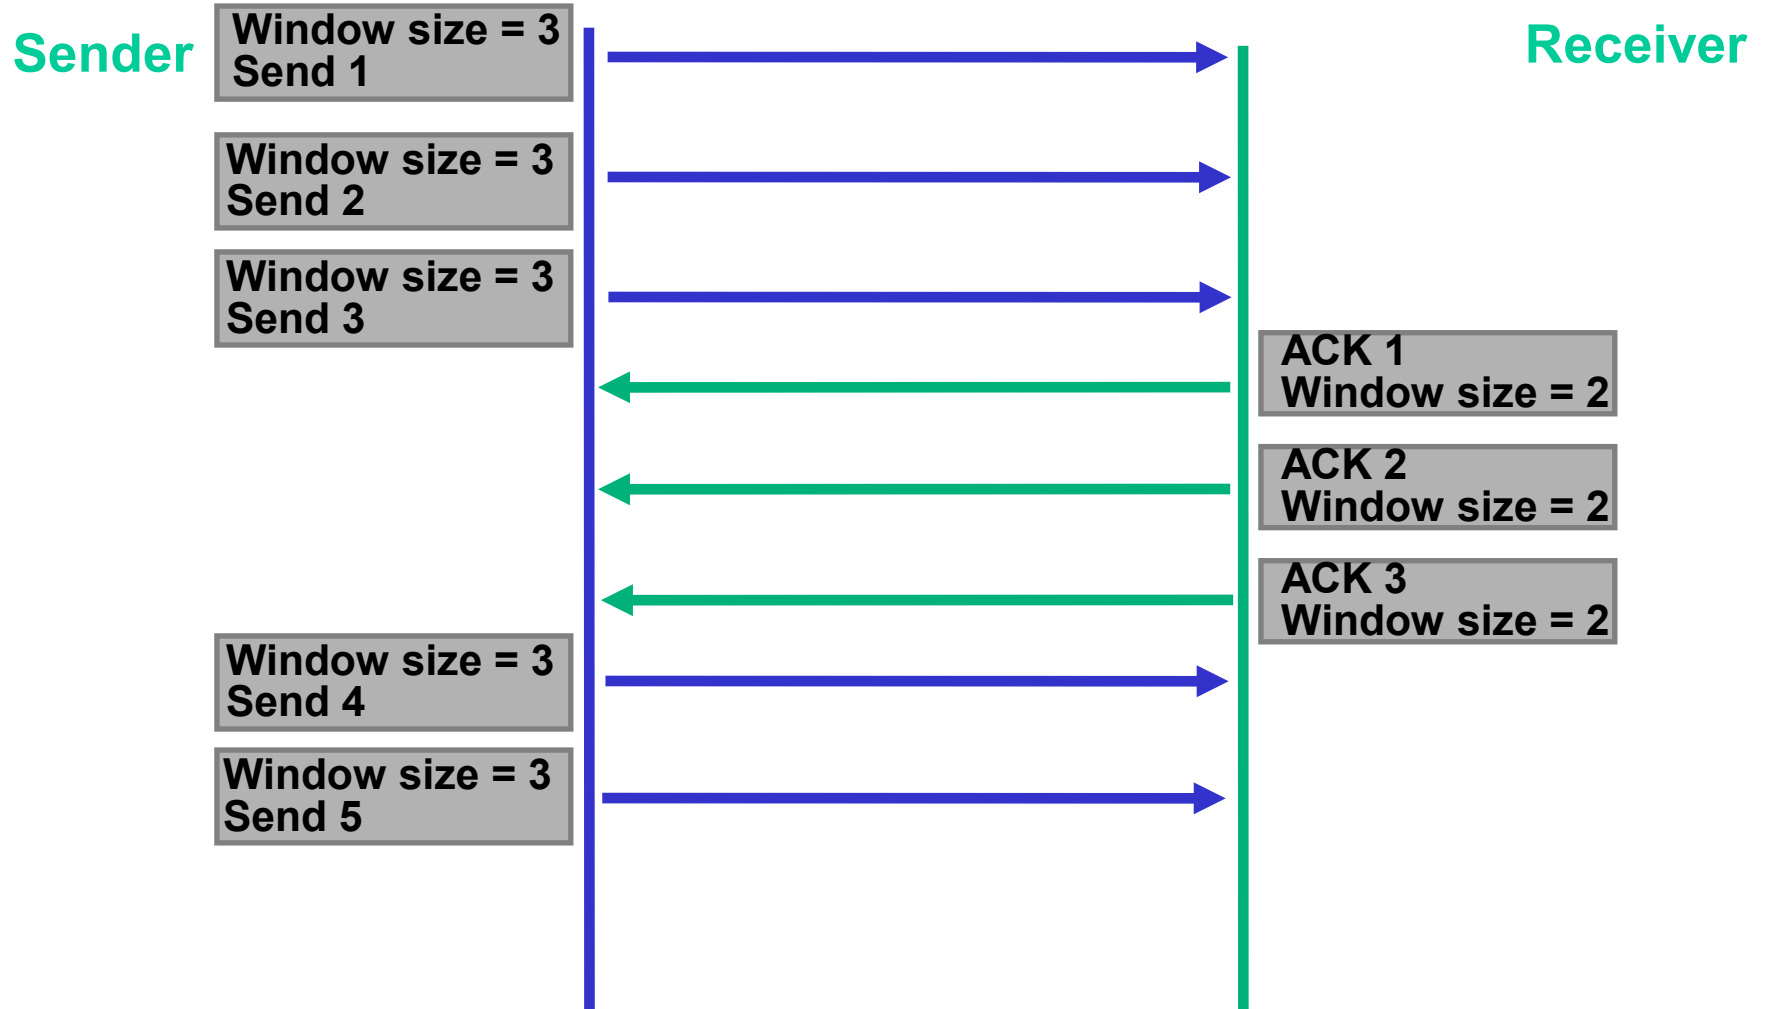 Sender
Window size = 3
Send 1
Receiver
Window size = 3
Send 2
Window size = 3
Send 3
ACK 1
Window size = 2
ACK 2
Window size = 2
ACK 3
Window size = 2
Window size = 3
Send 4
Window size = 3
Send 5